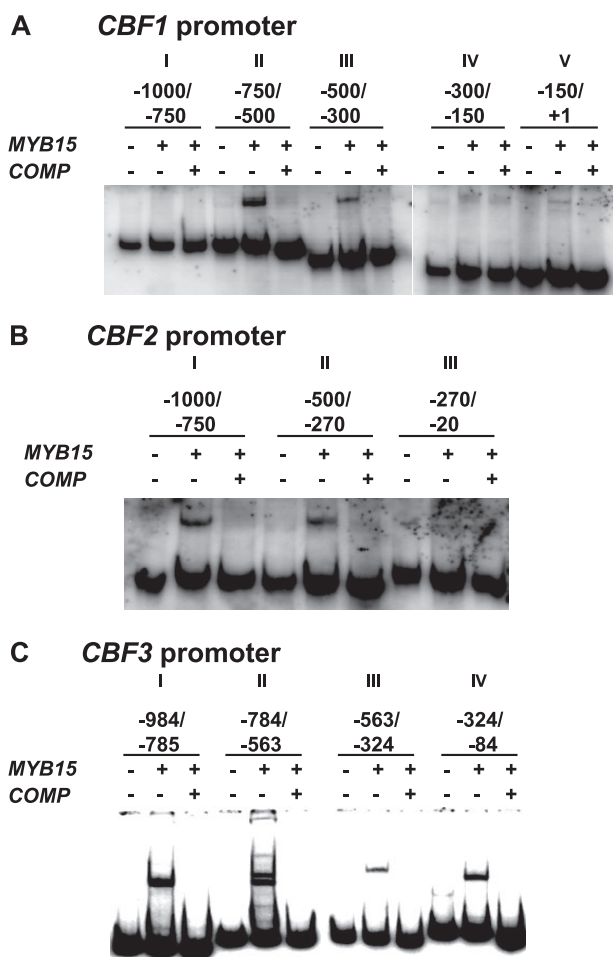 A CBF1 promoter
I II III IV V
-1000/ -750/ -500/ -300/ -150/
-750 -500 -300 -150 +1
MYB15 - + + - + + - + + - + + - + +
COMP - - + - - + - - + - - + - - +
B CBF2 promoter
I II III
-1000/ -500/ -270/
-750 -270 -20
MYB15 - + + - + + - + +
COMP - - + - - + - - +
C CBF3 promoter
I II III IV
-984/ -784/ -563/ -324/
-785 -563 -324 -84
MYB15 - + + - + + - + + - + +
COMP - - + - - + - - + - - +